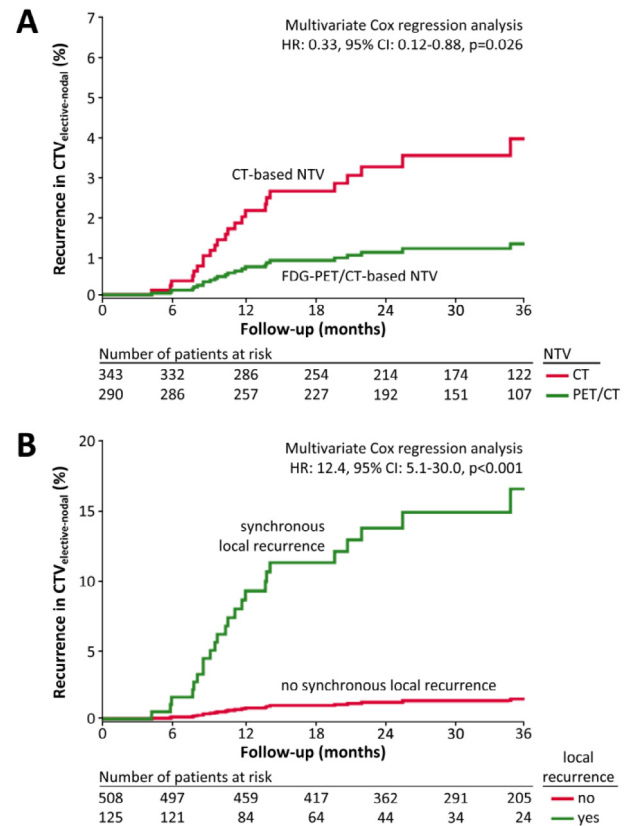 A
Multivariate Cox regression analysis
HR: 0.33, 95% CI: 0.12-0.88, p=0.026
Recurrence in CTVelective-nodal (%)
7
6
5
4
3
2
1
0
CT-based NTV
FDG-PET/CT-based NTV
0 6 12 18 24 30 36
Follow-up (months)
Number of patients at risk NTV
343 332 286 254 214 174 122 CT
290 286 257 227 192 151 107 PET/CT
B
Multivariate Cox regression analysis
HR: 12.4, 95% CI: 5.1-30.0, p<0.001
Recurrence in CTVelective-nodal (%)
20
15
10
5
0
synchronous
local recurrence
no synchronous local recurrence
0 6 12 18 24 30 36
Follow-up (months)
local
Number of patients at risk recurrence
508 497 459 417 362 291 205 no
125 121 84 64 44 34 24 yes